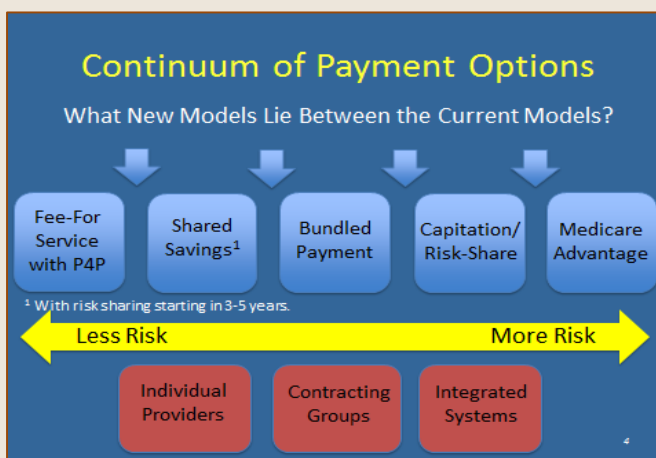 Continuum of Payment Options
What New Models Lie Between the Current Models?
Fee-For
Service
with P4P
Shared
Savings¹
Bundled
Payment
Capitation/
Risk-Share
Medicare
Advantage
¹ With risk sharing starting in 3-5 years.
Less Risk
More Risk
Individual
Providers
Contracting
Groups
Integrated
Systems
4